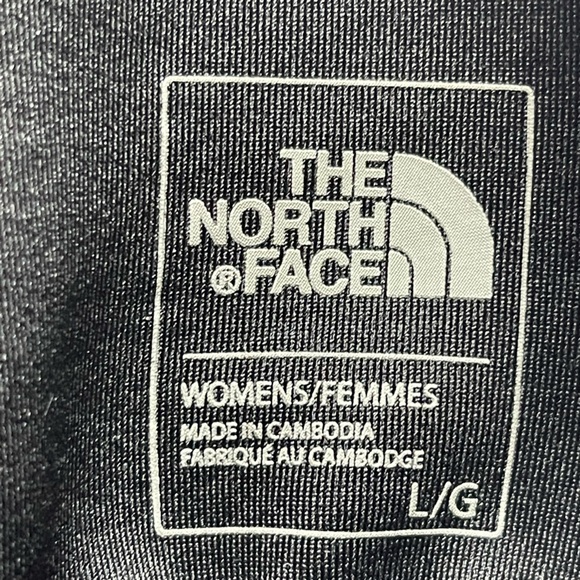 THE
NORTH
® FACE
WOMENS/FEMMES
MADE IN CAMBODIA
FABRIQUÉ AU CAMBODGE
L/G